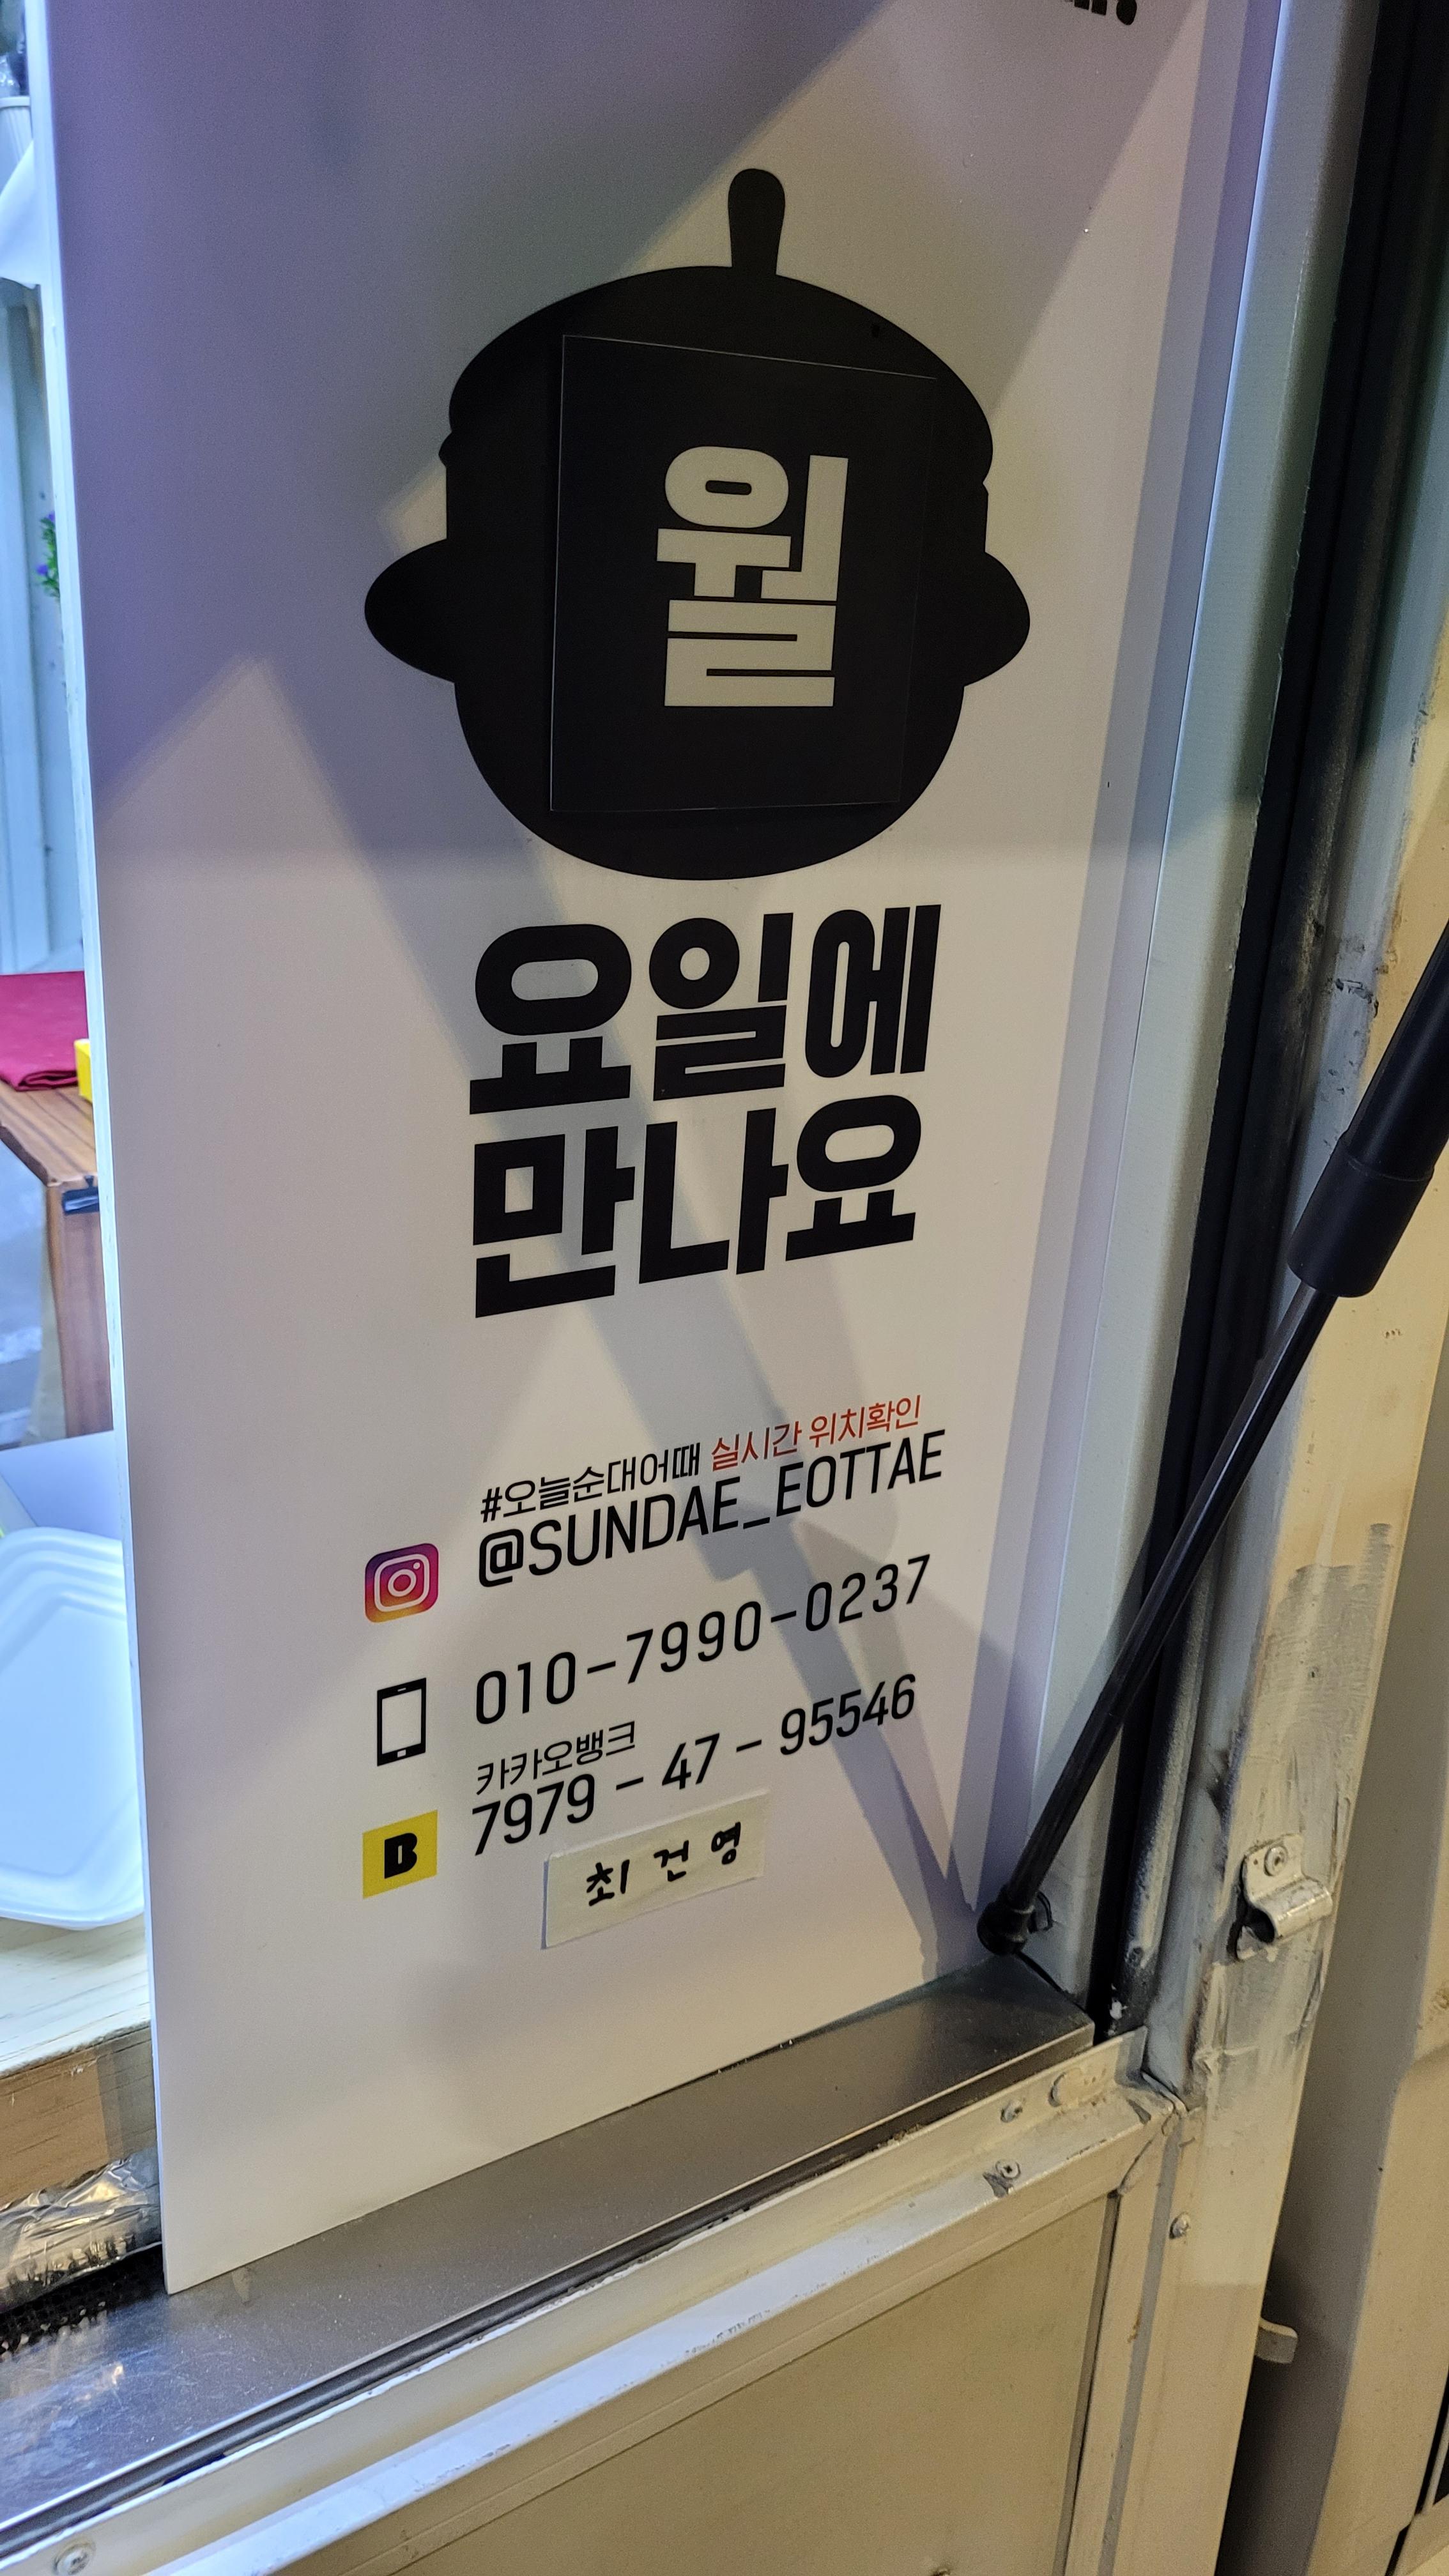 월
요일에
만나요
#오늘순대어때 실시간 위치확인
@SUNDAE_EOTTAE
010-7990-0237
카카오뱅크
7979 - 47 - 95546
B
최건영